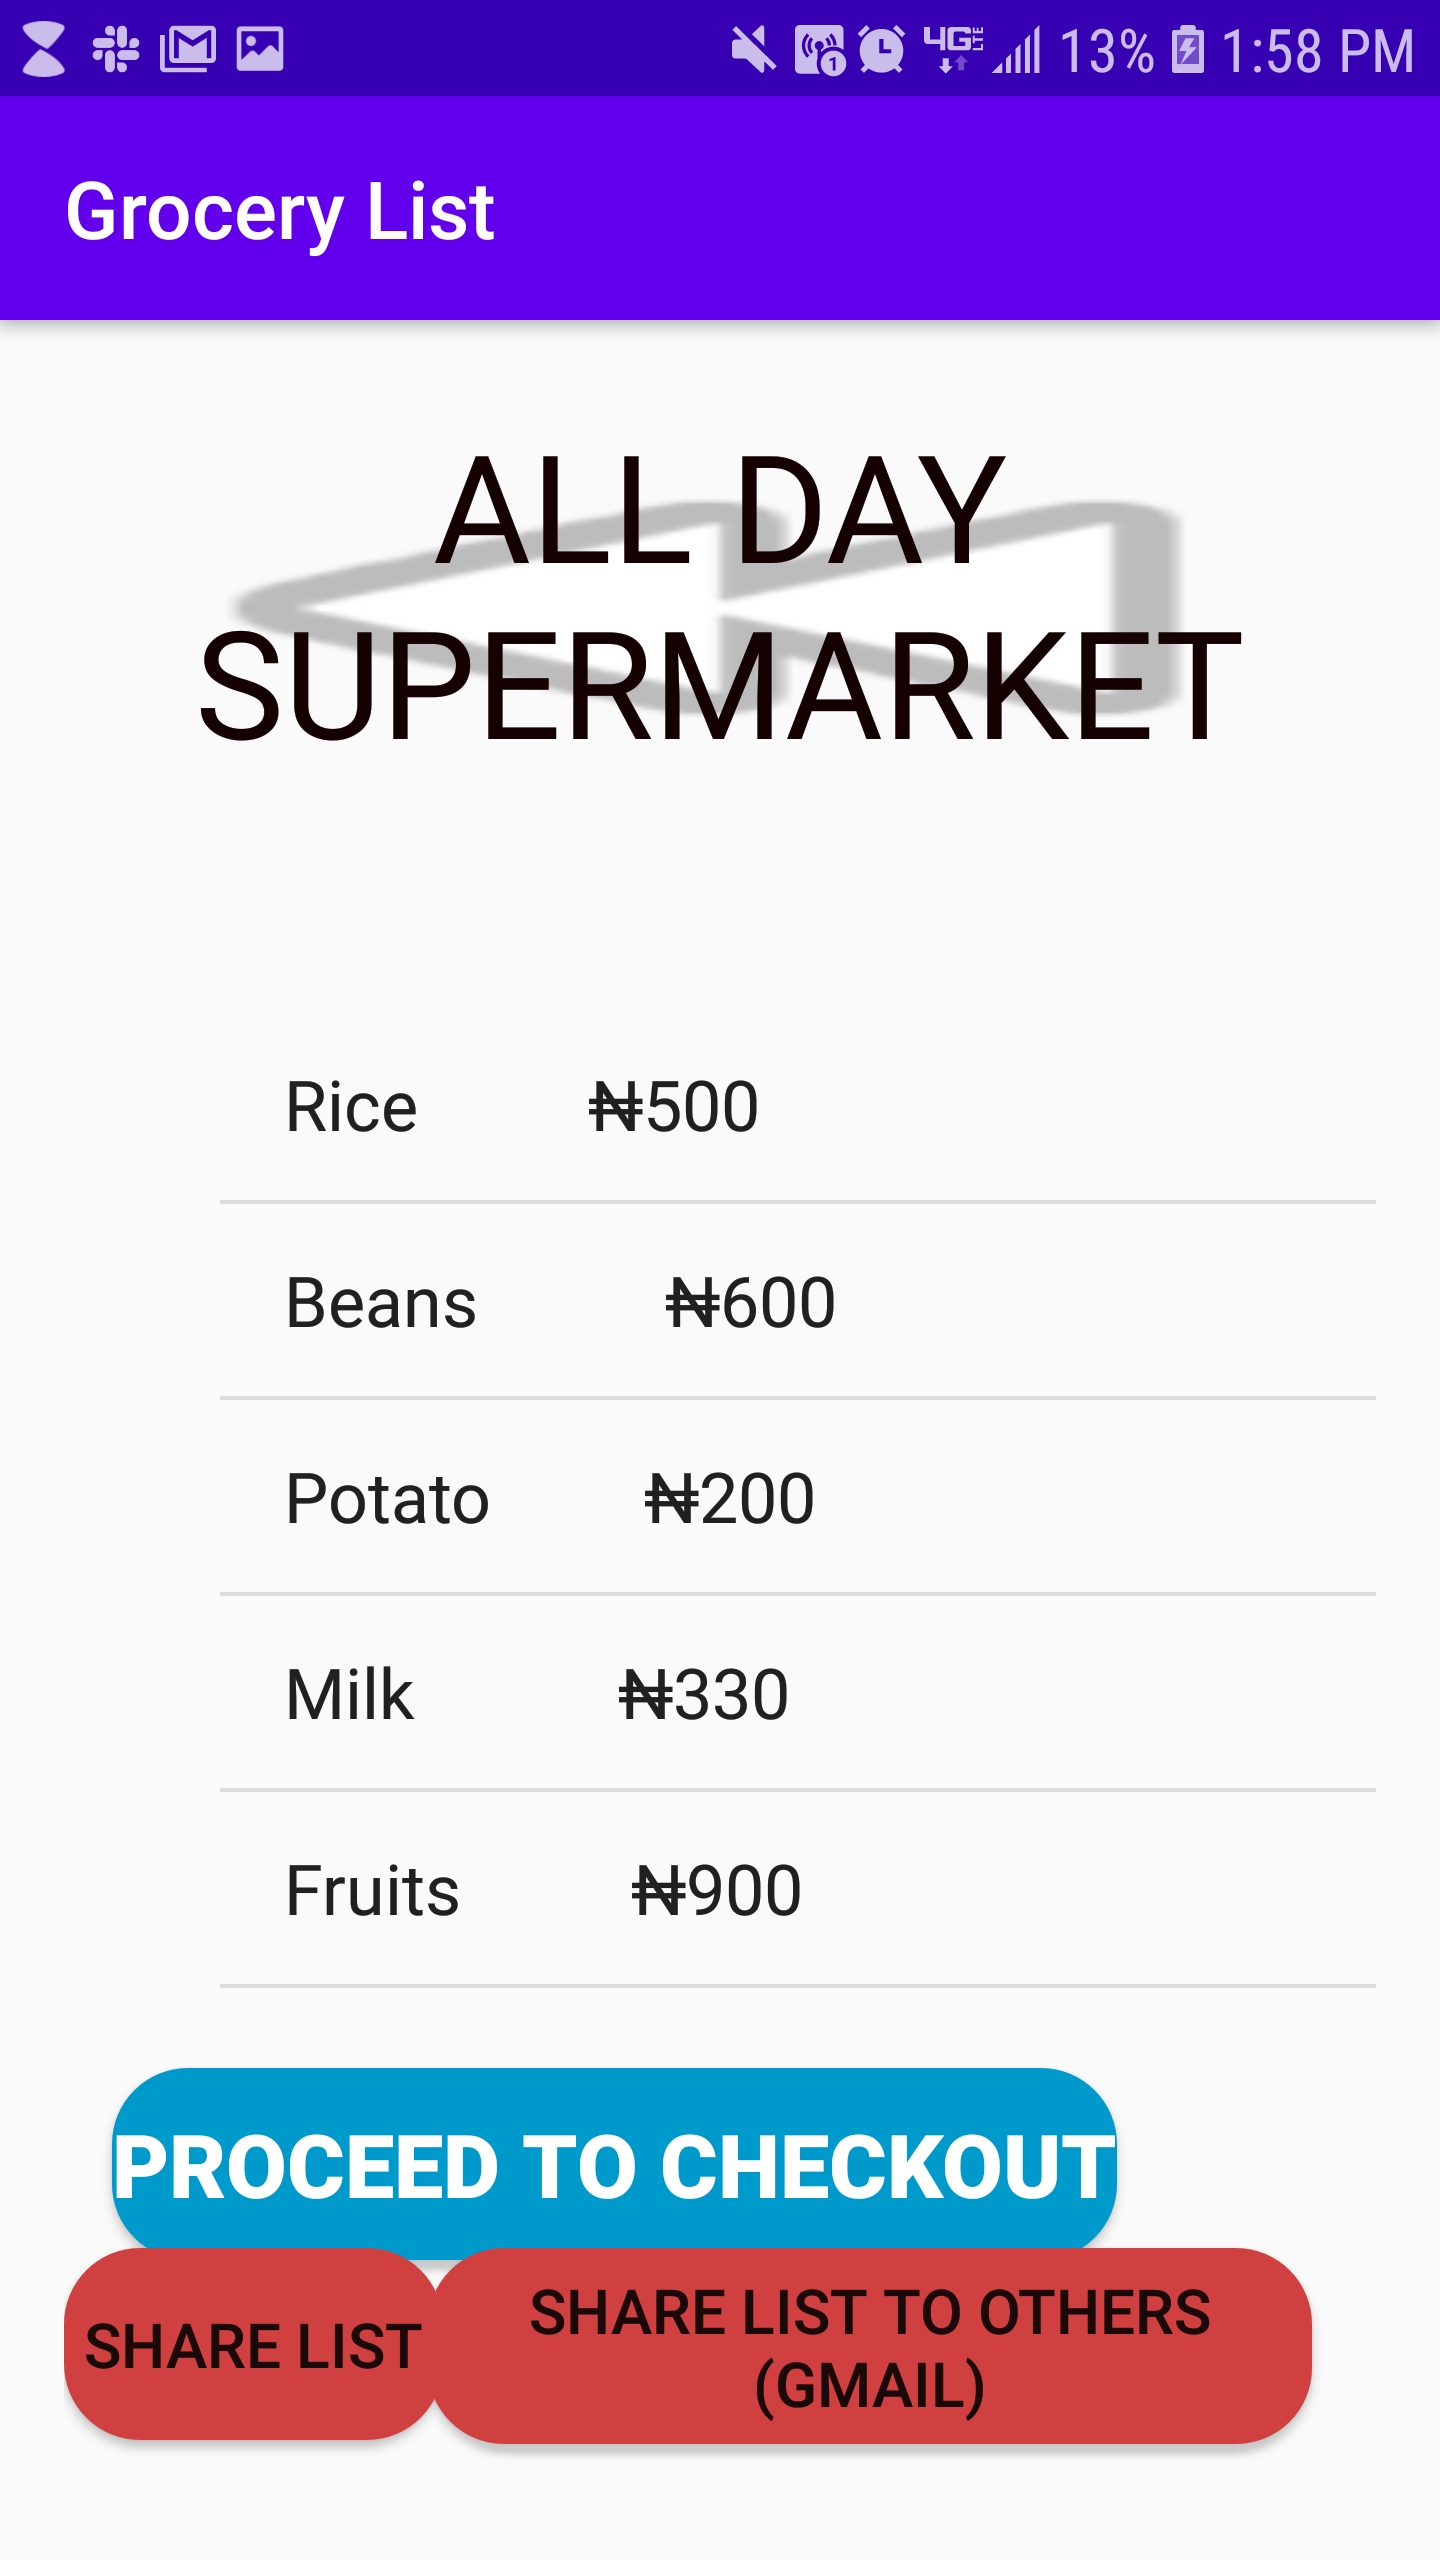 4G LTE 13% 1:58 PM
Grocery List
ALL DAY
SUPERMARKET
Rice ₦500
Beans ₦600
Potato ₦200
Milk ₦330
Fruits ₦900
PROCEED TO CHECKOUT
SHARE LIST
SHARE LIST TO OTHERS
(GMAIL)